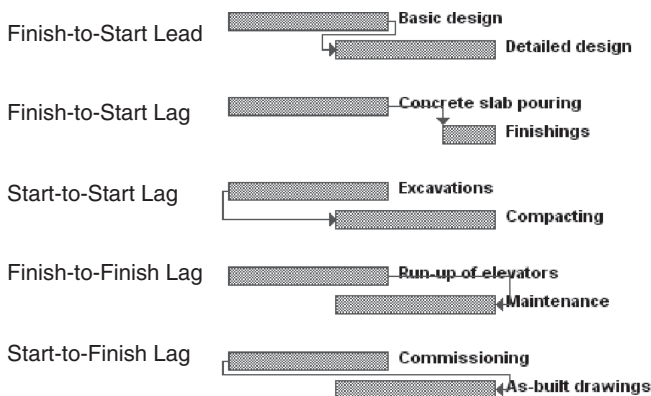 Finish-to-Start Lead
Basic design
Detailed design
Finish-to-Start Lag
Concrete slab pouring
Finishings
Start-to-Start Lag
Excavations
Compacting
Finish-to-Finish Lag
Run-up of elevators
Maintenance
Start-to-Finish Lag
Commissioning
As-built drawings